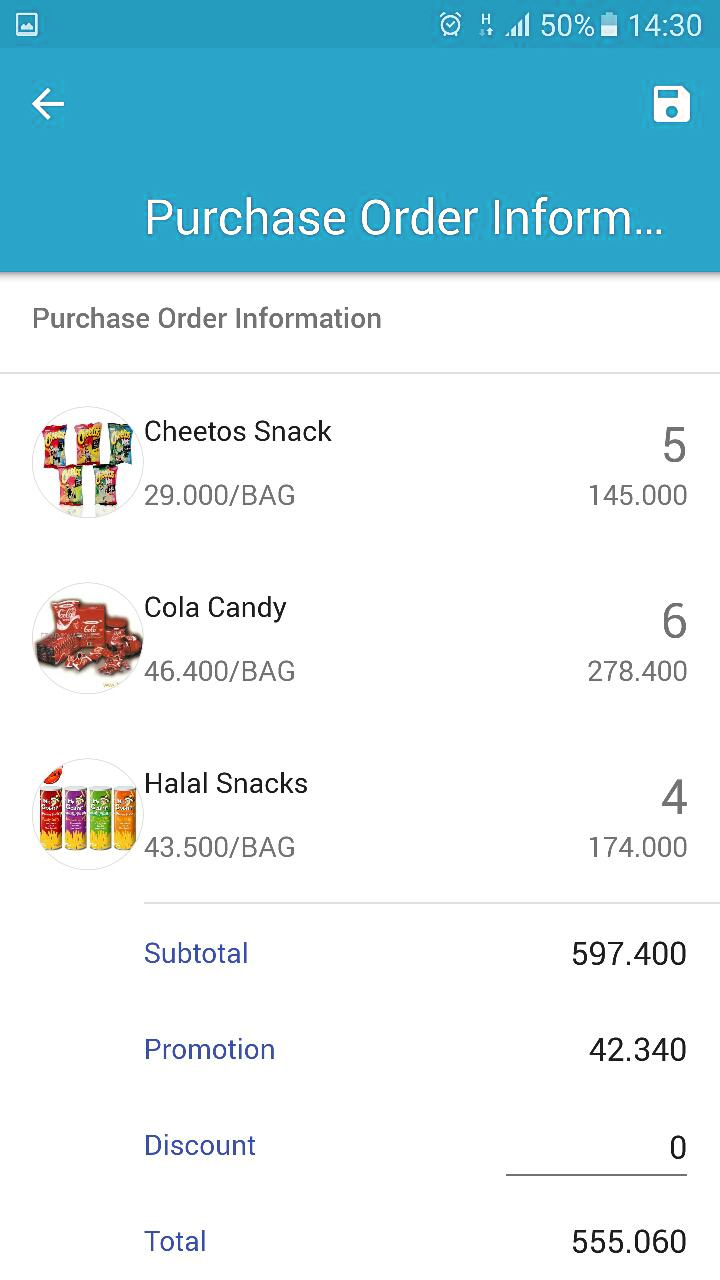 H 50% 14:30
Purchase Order Inform...
Purchase Order Information
Cheetos Snack
5
29.000/BAG
145.000
Cola Candy
6
46.400/BAG
278.400
Halal Snacks
4
43.500/BAG
174.000
Subtotal
597.400
Promotion
42.340
Discount
0
Total
555.060